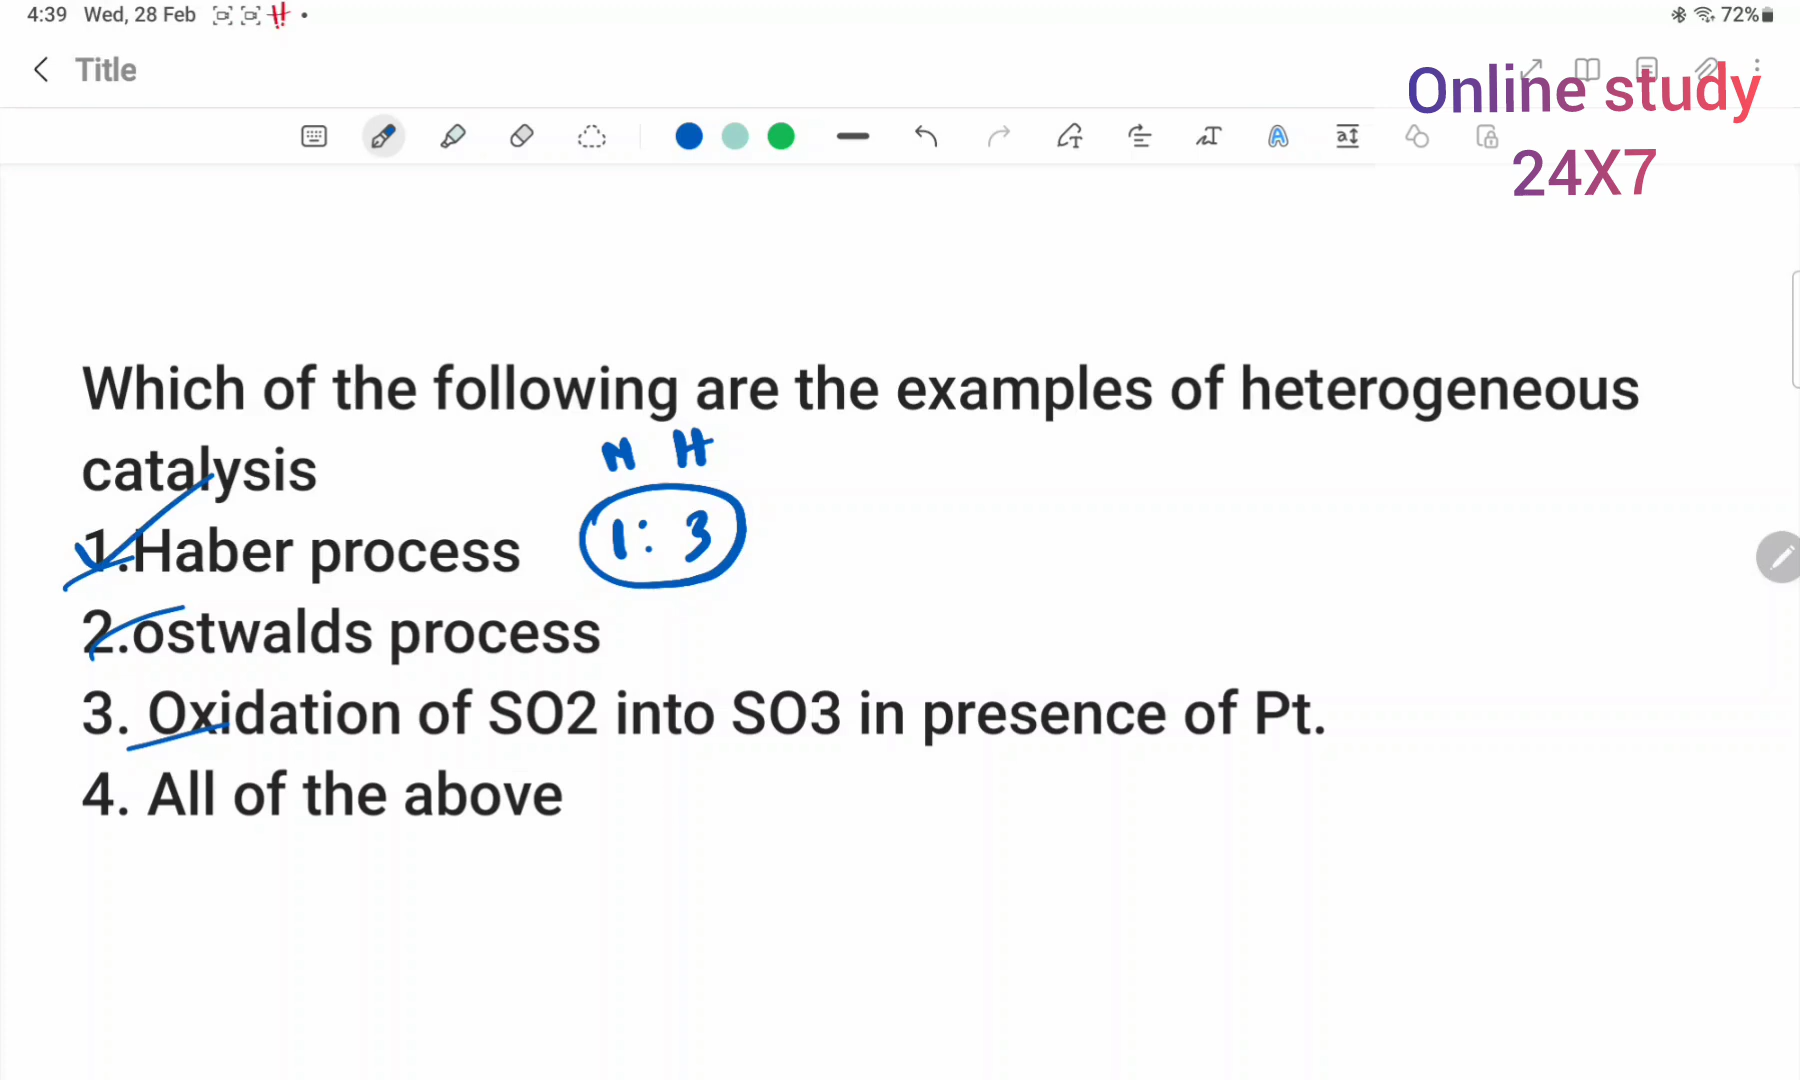 4:39 Wed, 28 Feb 72%
Title
Online study
24X7
Which of the following are the examples of heterogeneous
catalysis
N H
1.Haber process 1: 3
2.ostwalds process
3. Oxidation of SO2 into SO3 in presence of Pt.
4. All of the above